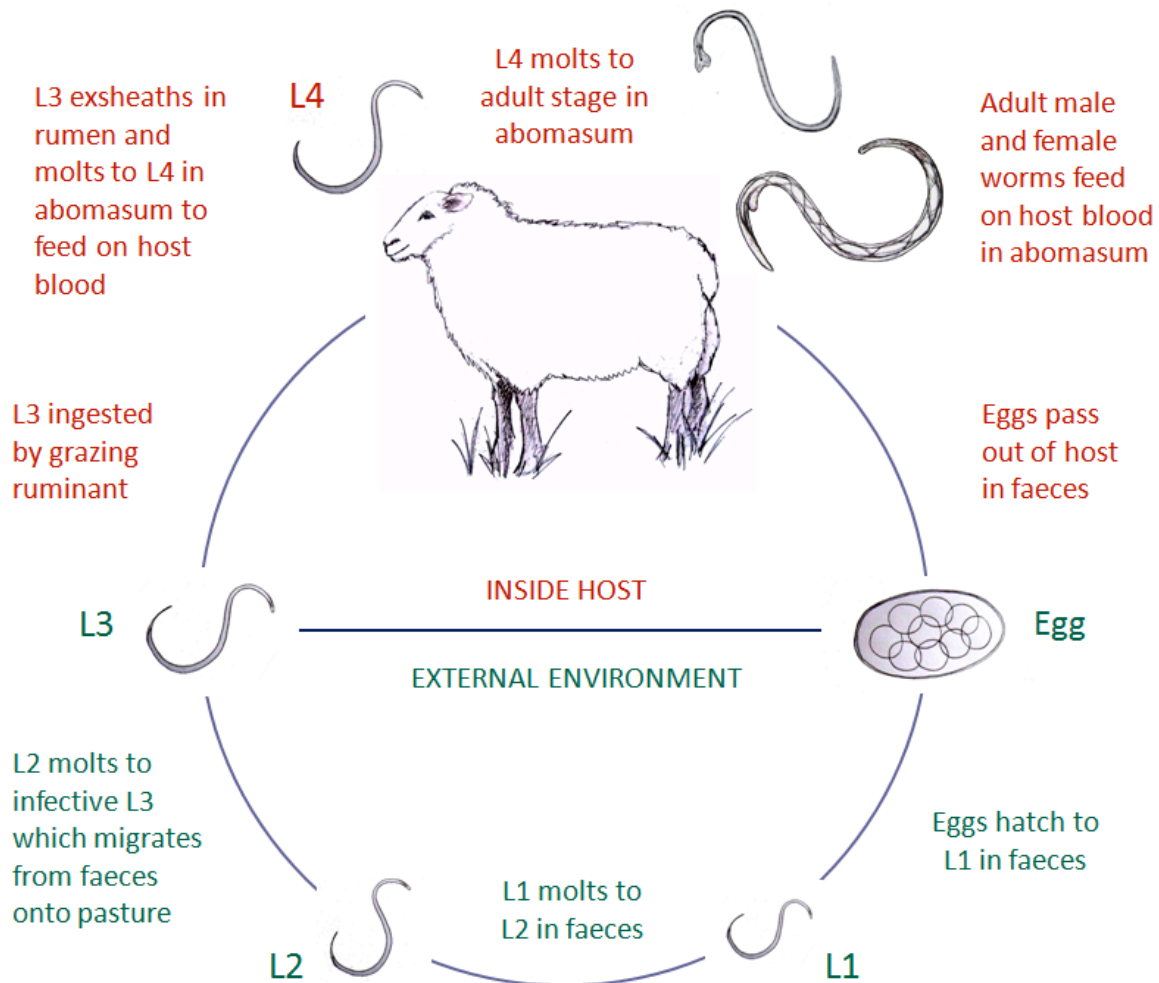 L4 molts to
adult stage in
abomasum
L4
L3 exsheaths in
rumen and
molts to L4 in
abomasum to
feed on host
blood
Adult male
and female
worms feed
on host blood
in abomasum
L3 ingested
by grazing
ruminant
Eggs pass
out of host
in faeces
INSIDE HOST
L3
Egg
EXTERNAL ENVIRONMENT
L2 molts to
infective L3
which migrates
from faeces
onto pasture
Eggs hatch to
L1 in faeces
L1 molts to
L2 in faeces
L2
L1